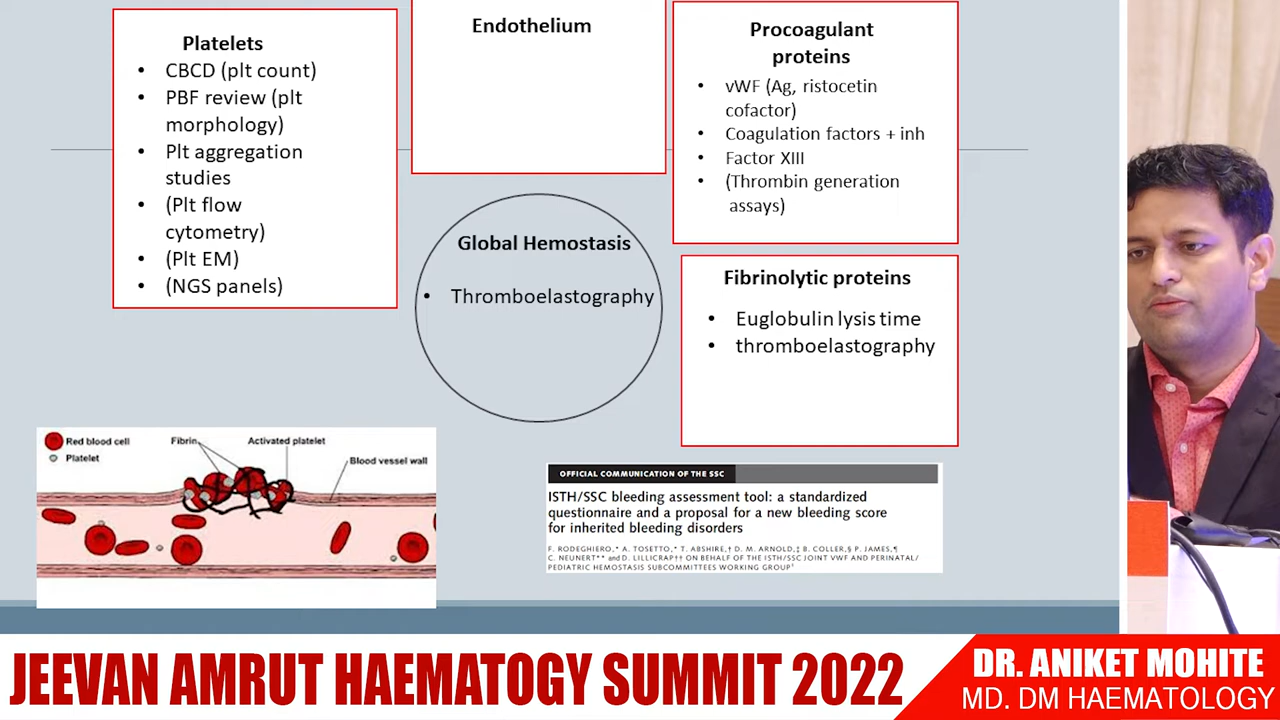 Platelets
• CBCD (plt count)
• PBF review (plt
morphology)
• Plt aggregation
studies
• (Plt flow
cytometry)
• (Plt EM)
• (NGS panels)
Endothelium
Procoagulant
proteins
• vWF (Ag, ristocetin
cofactor)
• Coagulation factors + inh
• Factor XIII
• (Thrombin generation
assays)
Global Hemostasis
• Thromboelastography
Fibrinolytic proteins
• Euglobulin lysis time
• thromboelastography
Red blood cell
Platelet
Fibrin
Activated platelet
Blood vessel wall
OFFICIAL COMMUNICATION OF THE SSC
ISTH/SSC bleeding assessment tool: a standardized
questionnaire and a proposal for a new bleeding score
for inherited bleeding disorders
F. RODEGHIERO,* A. TOSETTO,* T. ABSHIRE,† D. M. ARNOLD,‡ B. COLLER,§ P. JAMES,¶
C. NEUNERT** and D. LILLICRAP†† ON BEHALF OF THE ISTH/SSC JOINT VWF AND PERINATAL/
PEDIATRIC HEMOSTASIS SUBCOMMITTEES WORKING GROUP¹
JEEVAN AMRUT HAEMATOGY SUMMIT 2022
DR. ANIKET MOHITE
MD. DM HAEMATOLOGY